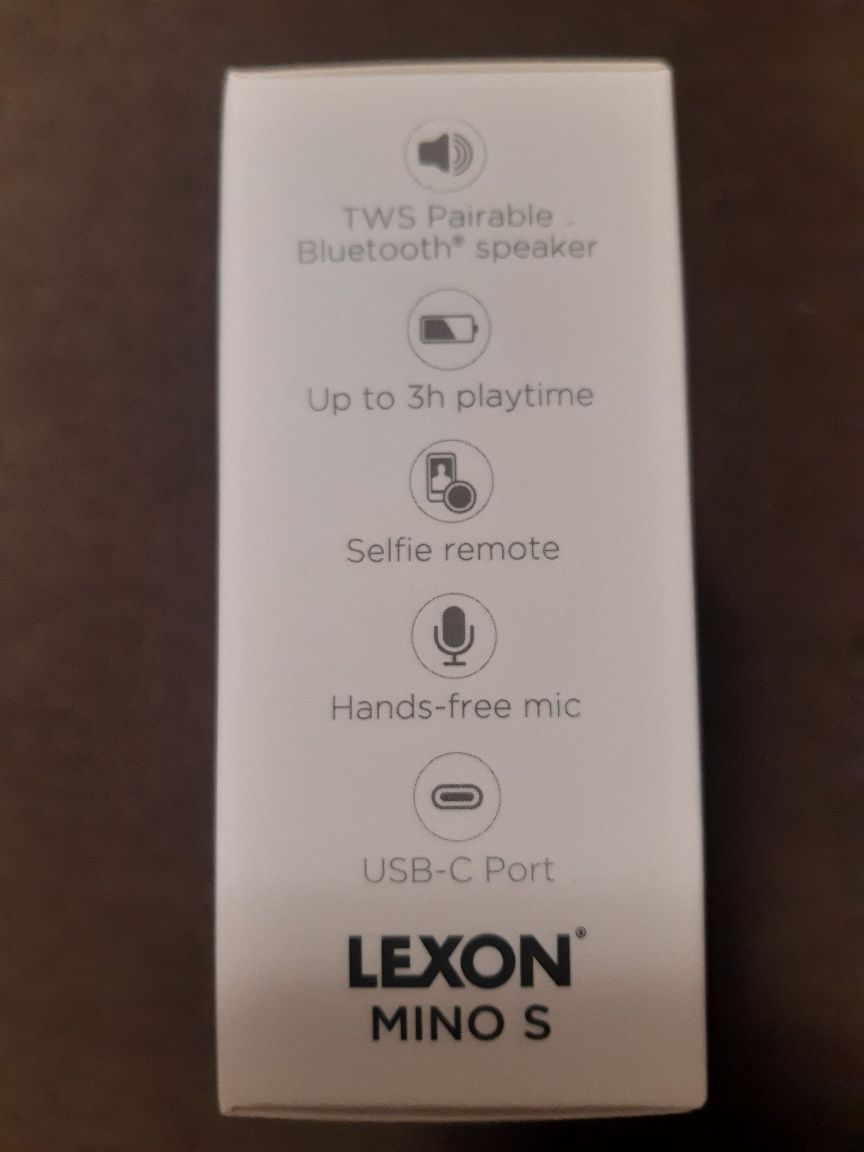 TWS Pairable
Bluetooth® speaker
Up to 3h playtime
Selfie remote
Hands-free mic
USB-C Port
LEXON®
MINO S